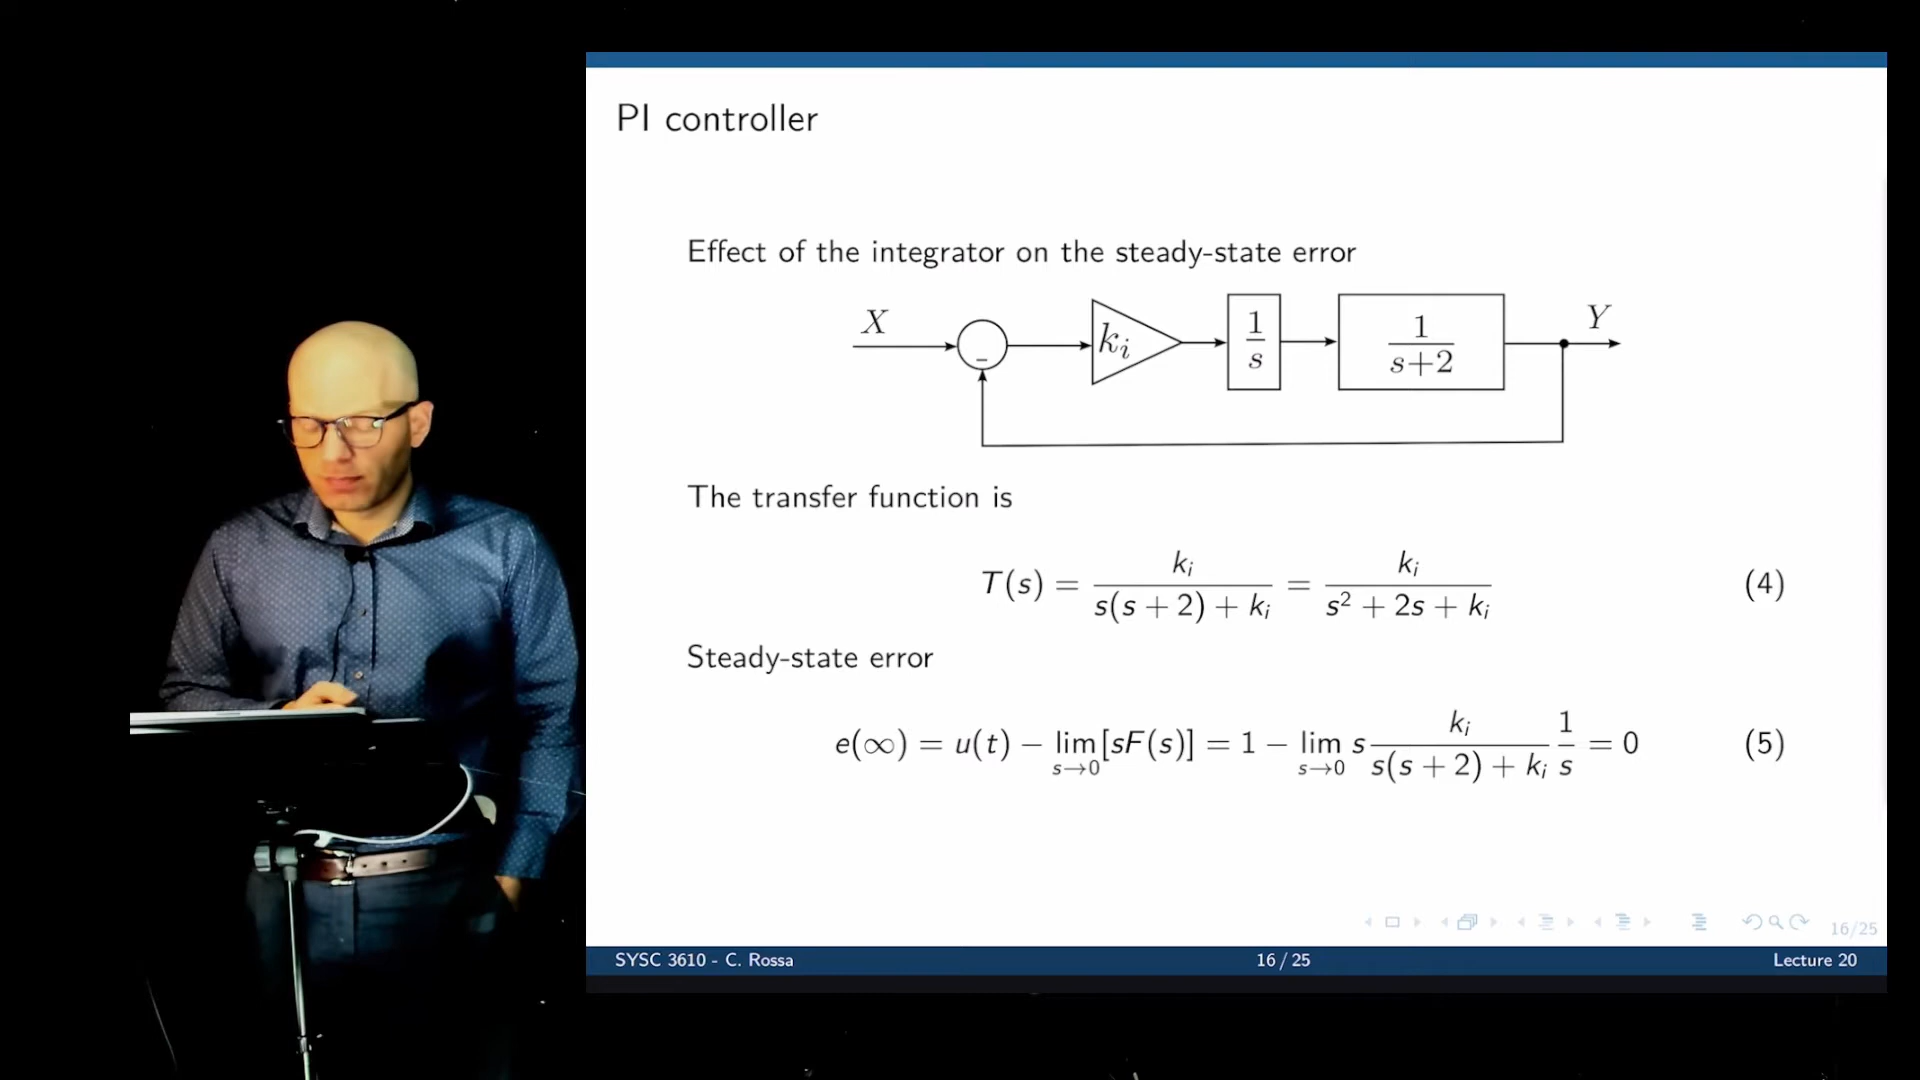 PI controller
Effect of the integrator on the steady-state error
X
−
k_i
1/s
1/(s+2)
Y
The transfer function is
T(s) = k_i/(s(s + 2) + k_i) = k_i/(s² + 2s + k_i) (4)
Steady-state error
e(∞) = u(t) − lim_{s→0}[sF(s)] = 1 − lim_{s→0} s k_i/(s(s + 2) + k_i) 1/s = 0 (5)
16/25
SYSC 3610 - C. Rossa 16 / 25 Lecture 20